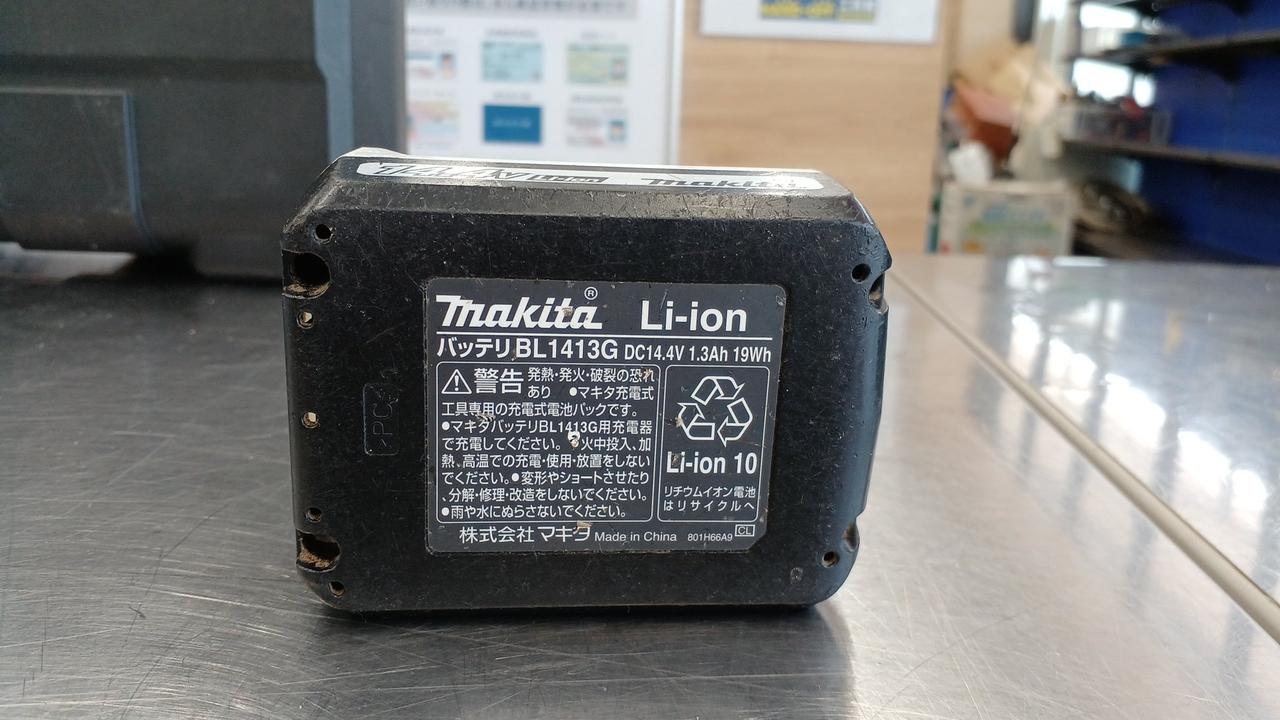 14.4V Li-ion makita
makita® Li-ion
バッテリBL1413G DC14.4V 1.3Ah 19Wh
⚠警告 発熱・発火・破裂の恐れ
あり ●マキタ充電式
工具専用の充電式電池パックです。
●マキタバッテリBL1413G用充電器
で充電してください。●火中投入、加
熱、高温での充電・使用・放置をしない
でください。●変形やショートさせたり
、分解・修理・改造をしないでください。
●雨や水にぬらさないでください。
Li-ion 10
リチウムイオン電池
はリサイクルへ
株式会社マキタ Made in China 801H66A9 CL
>PC<